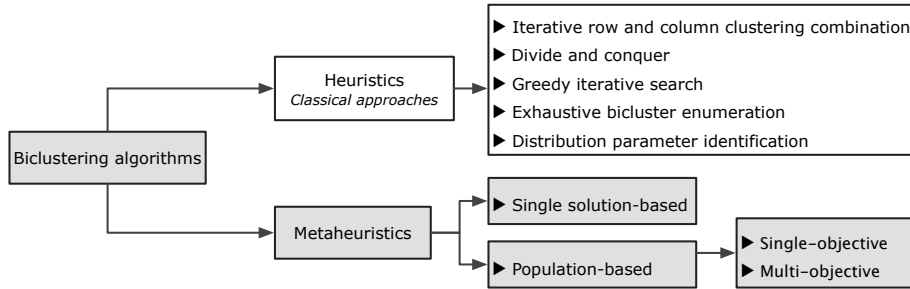 Biclustering algorithms
Heuristics
Classical approaches
▶ Iterative row and column clustering combination
▶ Divide and conquer
▶ Greedy iterative search
▶ Exhaustive bicluster enumeration
▶ Distribution parameter identification
Metaheuristics
▶ Single solution-based
▶ Population-based
▶ Single-objective
▶ Multi-objective